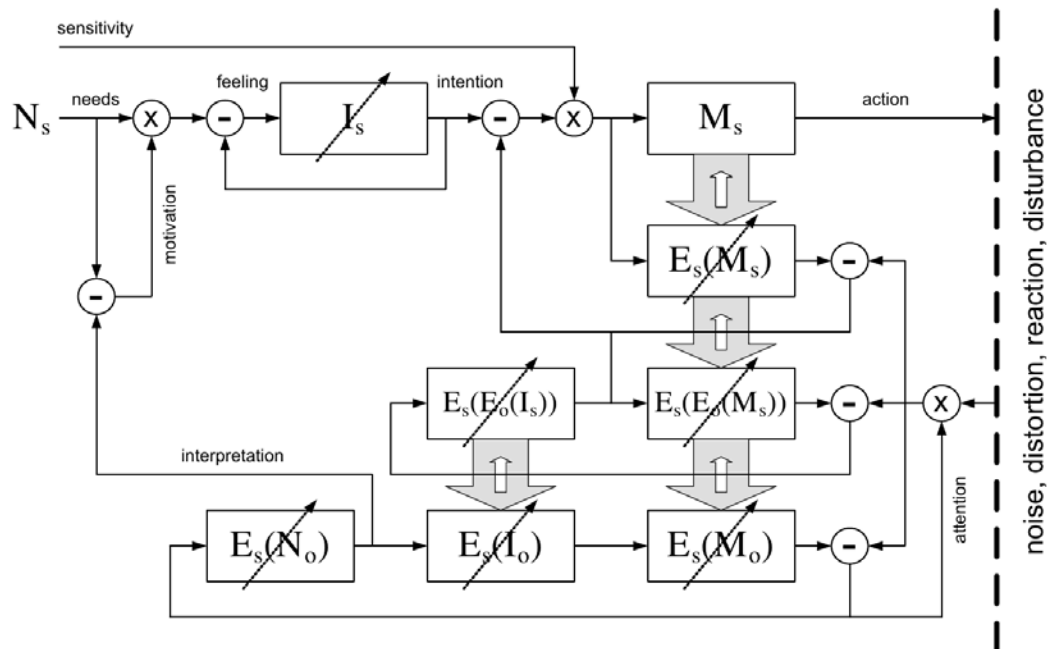 sensitivity
N_s
needs
X
-
feeling
I_s
intention
-
X
M_s
action
motivation
-
E_s(M_s)
-
E_s(E_o(I_s))
E_s(E_o(M_s))
-
X
interpretation
attention
E_s(N_o)
E_s(I_o)
E_s(M_o)
-
noise, distortion, reaction, disturbance